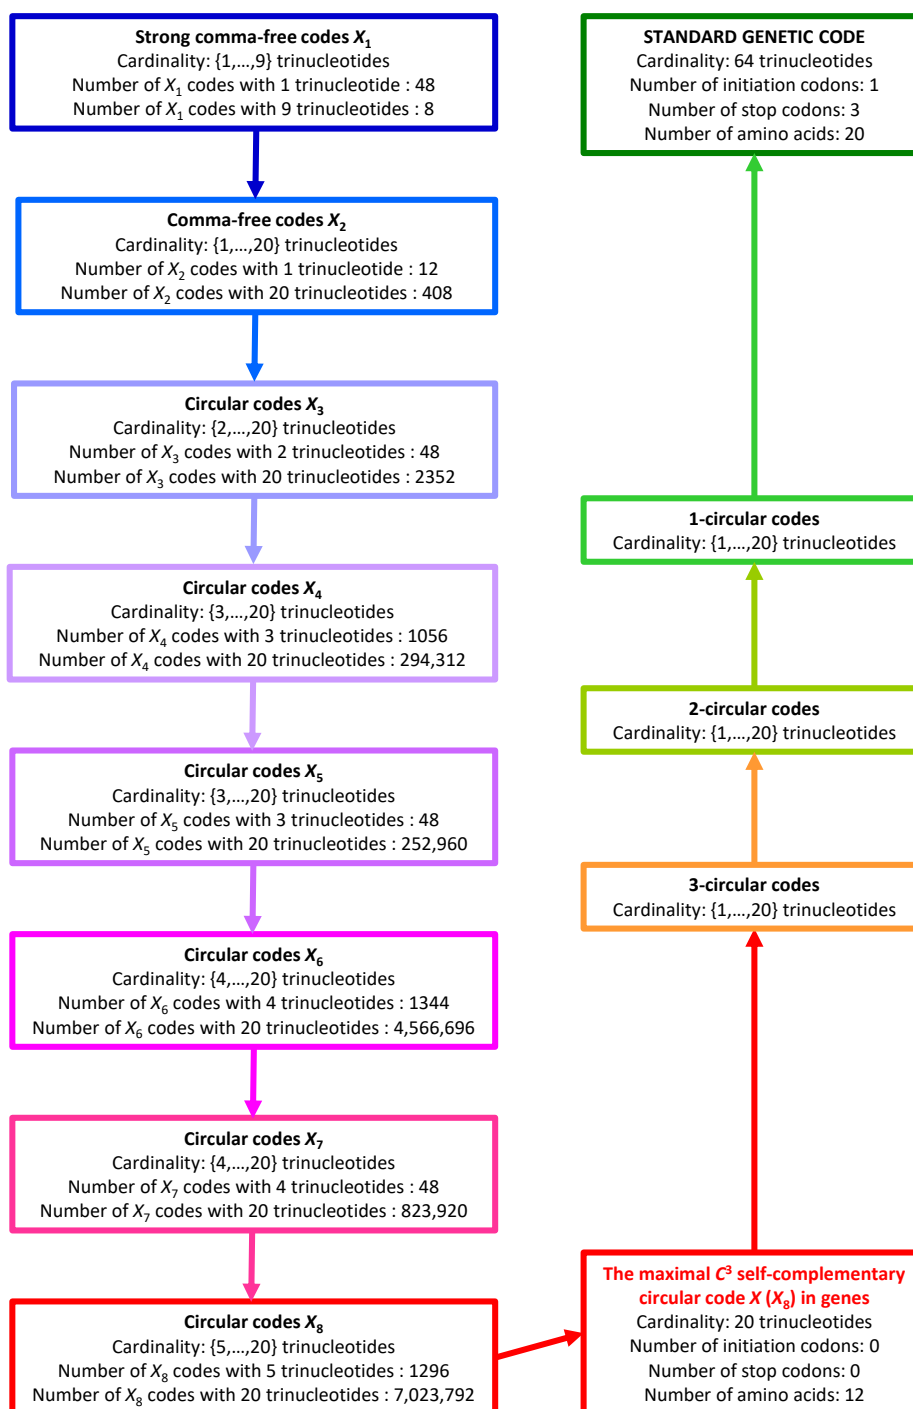 Strong comma-free codes X₁
Cardinality: {1,...,9} trinucleotides
Number of X₁ codes with 1 trinucleotide : 48
Number of X₁ codes with 9 trinucleotides : 8
Comma-free codes X₂
Cardinality: {1,...,20} trinucleotides
Number of X₂ codes with 1 trinucleotide : 12
Number of X₂ codes with 20 trinucleotides : 408
Circular codes X₃
Cardinality: {2,...,20} trinucleotides
Number of X₃ codes with 2 trinucleotides : 48
Number of X₃ codes with 20 trinucleotides : 2352
Circular codes X₄
Cardinality: {3,...,20} trinucleotides
Number of X₄ codes with 3 trinucleotides : 1056
Number of X₄ codes with 20 trinucleotides : 294,312
Circular codes X₅
Cardinality: {3,...,20} trinucleotides
Number of X₅ codes with 3 trinucleotides : 48
Number of X₅ codes with 20 trinucleotides : 252,960
Circular codes X₆
Cardinality: {4,...,20} trinucleotides
Number of X₆ codes with 4 trinucleotides : 1344
Number of X₆ codes with 20 trinucleotides : 4,566,696
Circular codes X₇
Cardinality: {4,...,20} trinucleotides
Number of X₇ codes with 4 trinucleotides : 48
Number of X₇ codes with 20 trinucleotides : 823,920
Circular codes X₈
Cardinality: {5,...,20} trinucleotides
Number of X₈ codes with 5 trinucleotides : 1296
Number of X₈ codes with 20 trinucleotides : 7,023,792
The maximal C³ self-complementary
circular code X (X₈) in genes
Cardinality: 20 trinucleotides
Number of initiation codons: 0
Number of stop codons: 0
Number of amino acids: 12
3-circular codes
Cardinality: {1,...,20} trinucleotides
2-circular codes
Cardinality: {1,...,20} trinucleotides
1-circular codes
Cardinality: {1,...,20} trinucleotides
STANDARD GENETIC CODE
Cardinality: 64 trinucleotides
Number of initiation codons: 1
Number of stop codons: 3
Number of amino acids: 20